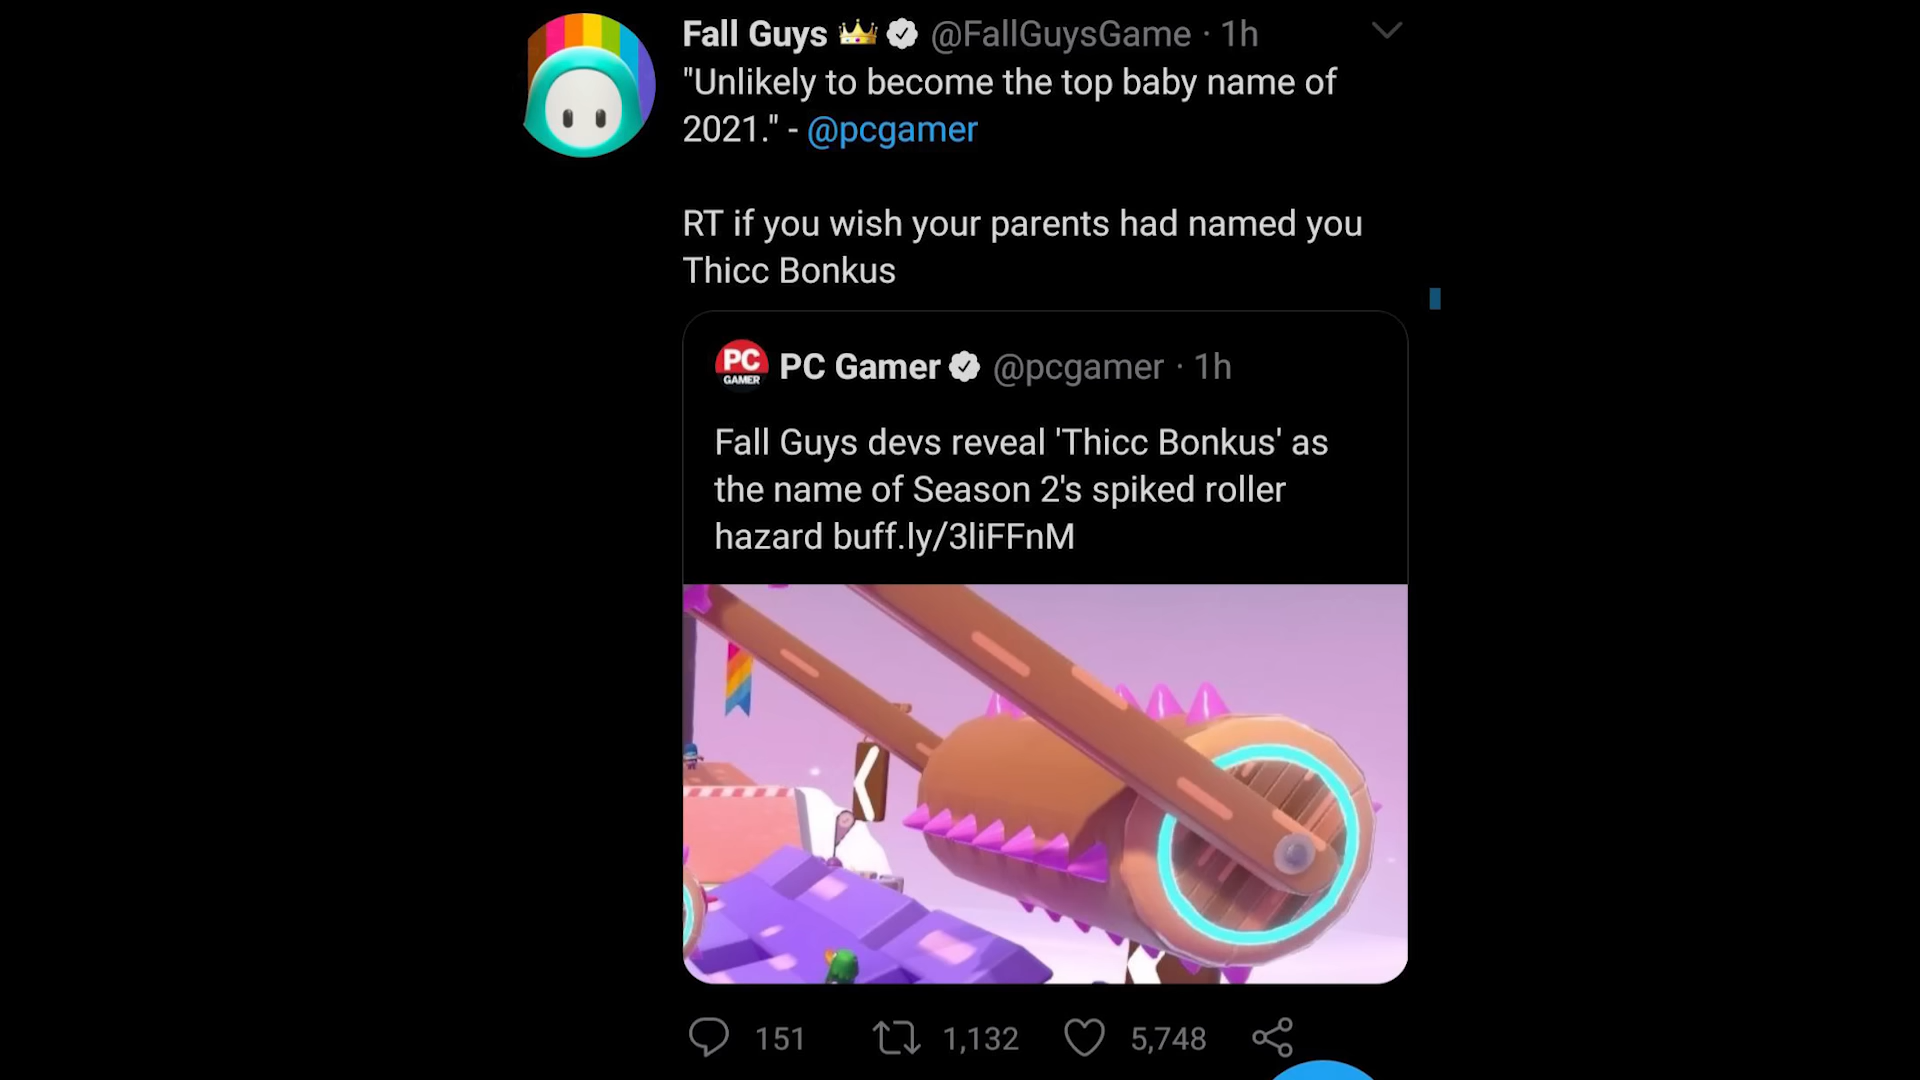 Fall Guys 👑 @FallGuysGame · 1h
"Unlikely to become the top baby name of
2021." - @pcgamer
RT if you wish your parents had named you
Thicc Bonkus
PC
GAMER
PC Gamer @pcgamer · 1h
Fall Guys devs reveal 'Thicc Bonkus' as
the name of Season 2's spiked roller
hazard buff.ly/3liFFnM
151 1,132 5,748